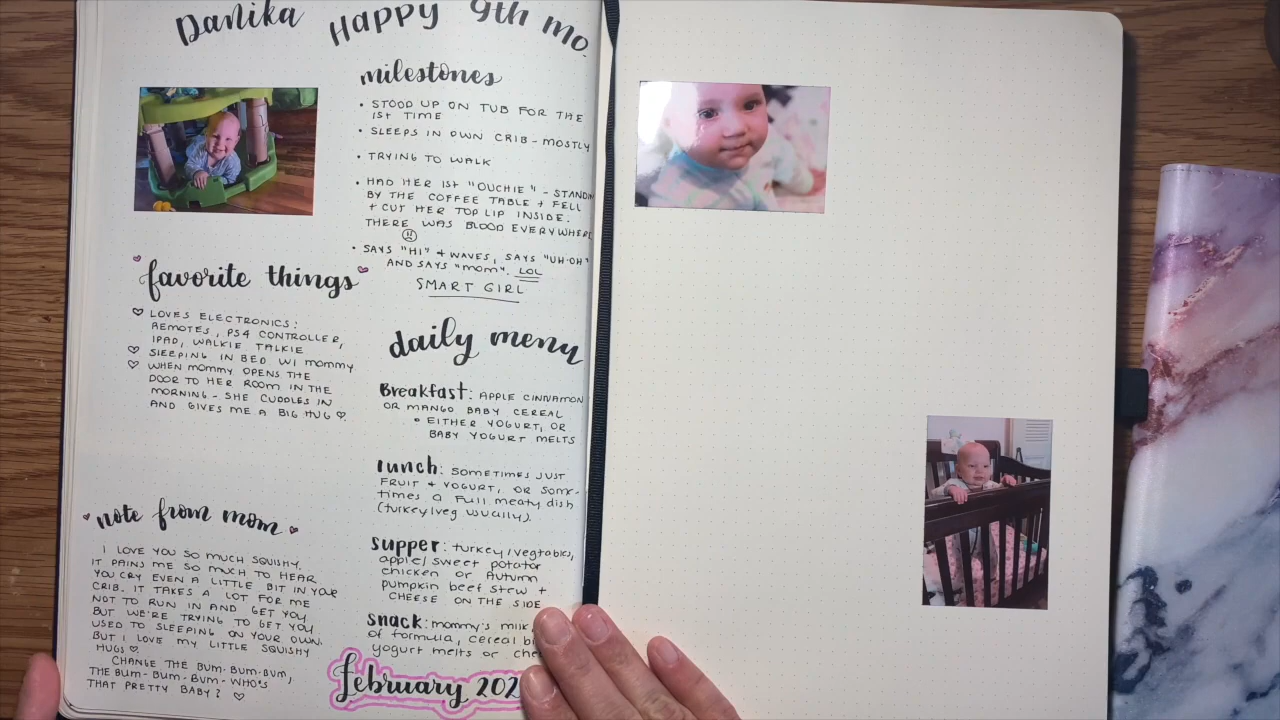 Danika Happy 9th mo.
milestones
• STOOD UP ON TUB FOR THE
1ST TIME
• SLEEPS IN OWN CRIB - MOSTLY
• TRYING TO WALK
• HAD HER 1ST "OUCHIE" - STANDIN
BY THE COFFEE TABLE + FELL
+ CUT HER TOP LIP INSIDE.
THERE WAS BLOOD EVERYWHERE
• SAYS "HI" + WAVES, SAYS "UH-OH"
AND SAYS "MOM". LOL
SMART GIRL
favorite things
♡ LOVES ELECTRONICS:
REMOTES, PS4 CONTROLLER,
IPAD, WALKIE TALKIE
♡ SLEEPING IN BED W/ MOMMY
♡ WHEN MOMMY OPENS THE
DOOR TO HER ROOM IN THE
MORNING - SHE CUDDLES IN
AND GIVES ME A BIG HUG ♡.
note from mom
I LOVE YOU SO MUCH SQUISHY.
IT PAINS ME SO MUCH TO HEAR
YOU CRY EVEN A LITTLE BIT IN YOUR
CRIB. IT TAKES A LOT FOR ME
NOT TO RUN IN AND GET YOU
BUT WE'RE TRYING TO GET YOU
USED TO SLEEPING ON YOUR OWN.
BUT I LOVE MY LITTLE SQUISHY
HUGS ♡.
CHANGE THE BUM-BUM-BUM,
THE BUM-BUM-BUM-WHO'S
THAT PRETTY BABY? ♡
daily menu
Breakfast: APPLE CINNAMON
OR MANGO BABY CEREAL
• EITHER YOGURT, OR
BABY YOGURT MELTS
lunch: SOMETIMES JUST
FRUIT + YOGURT, OR SOME-
times a Full meaty dish
(turkey/veg usually).
supper: turkey/vegtables,
apple/sweet potator
chicken or Autumn
pumpkin beef stew +
CHEESE ON THE SIDE
snack: mommy's milk
of formula, cereal
yogurt melts or
february